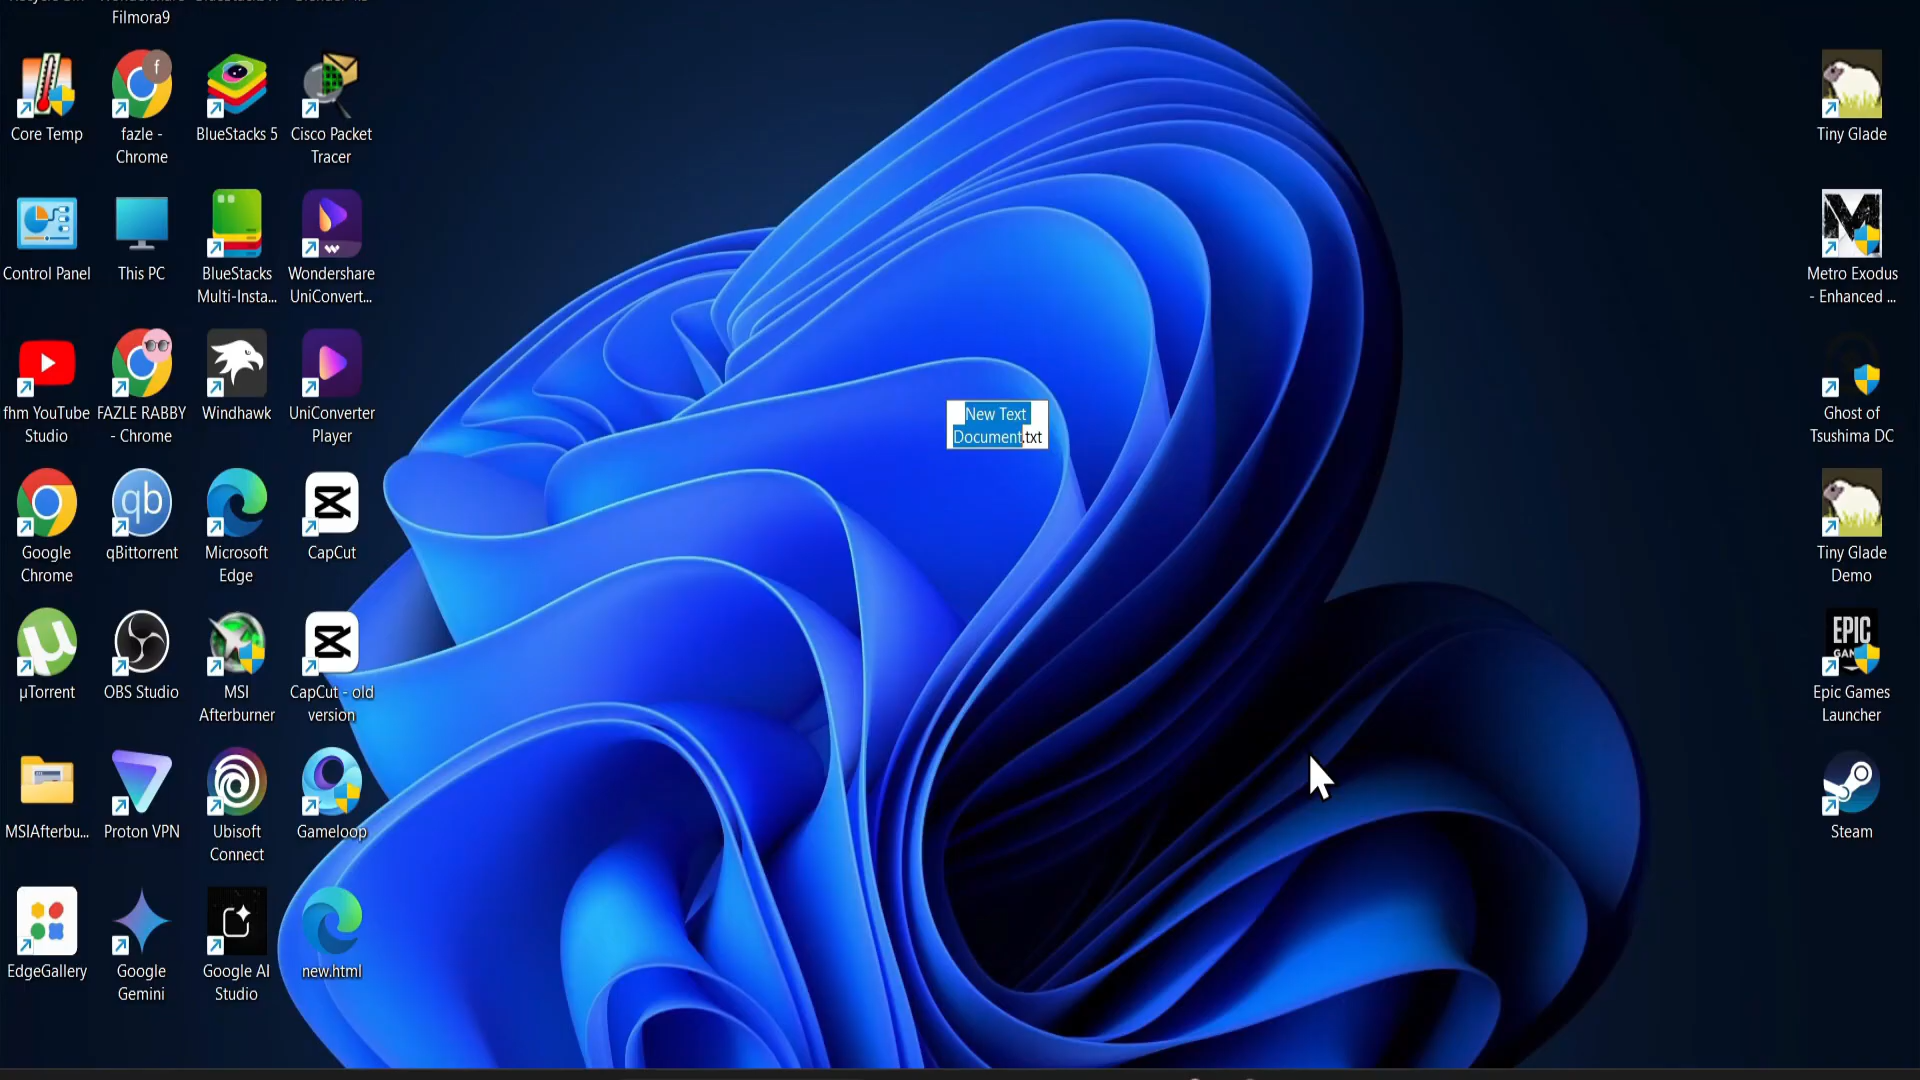 Filmora9
Core Temp
fazle -
Chrome
BlueStacks 5
Cisco Packet
Tracer
Tiny Glade
Control Panel
This PC
BlueStacks
Multi-Insta...
Wondershare
UniConvert...
Metro Exodus
- Enhanced ...
fhm YouTube
Studio
FAZLE RABBY
- Chrome
Windhawk
UniConverter
Player
New Text
Document.txt
Ghost of
Tsushima DC
Google
Chrome
qb
qBittorrent
Microsoft
Edge
CapCut
Tiny Glade
Demo
µTorrent
OBS Studio
MSI
Afterburner
CapCut - old
version
EPIC
Epic Games
Launcher
MSIAfterbu...
Proton VPN
Ubisoft
Connect
Gameloop
Steam
EdgeGallery
Google
Gemini
Google AI
Studio
new.html